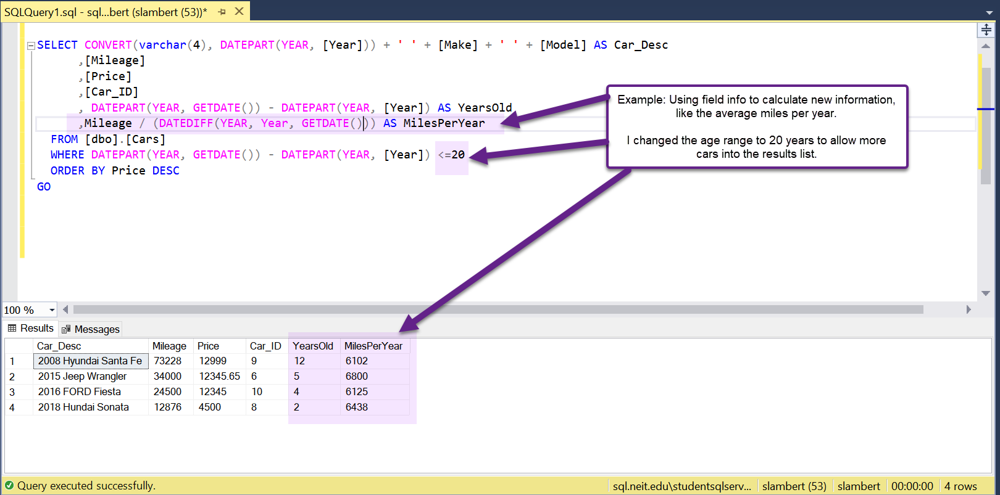 SQLQuery1.sql - sql...bert (slambert (53))*
SELECT CONVERT(varchar(4), DATEPART(YEAR, [Year])) + ' ' + [Make] + ' ' + [Model] AS Car_Desc
,[Mileage]
,[Price]
,[Car_ID]
, DATEPART(YEAR, GETDATE()) - DATEPART(YEAR, [Year]) AS YearsOld
,Mileage / (DATEDIFF(YEAR, Year, GETDATE())) AS MilesPerYear
FROM [dbo].[Cars]
WHERE DATEPART(YEAR, GETDATE()) - DATEPART(YEAR, [Year]) <=20
ORDER BY Price DESC
GO
Example: Using field info to calculate new information,
like the average miles per year.
I changed the age range to 20 years to allow more
cars into the results list.
100 %
Results Messages
Car_Desc Mileage Price Car_ID YearsOld MilesPerYear
1 2008 Hyundai Santa Fe 73228 12999 9 12 6102
2 2015 Jeep Wrangler 34000 12345.65 6 5 6800
3 2016 FORD Fiesta 24500 12345 10 4 6125
4 2018 Hundai Sonata 12876 4500 8 2 6438
Query executed successfully. sql.neit.edu\studentsqlserv... slambert (53) slambert 00:00:00 4 rows